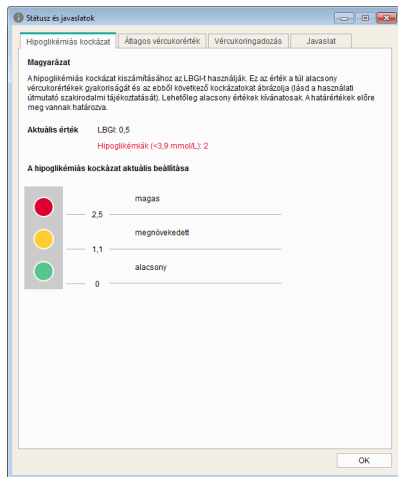 Státusz és javaslatok
Hipoglikémiás kockázat
Átlagos vércukorérték
Vércukoringadozás
Javaslat
Magyarázat
A hipoglikémiás kockázat kiszámításához az LBGI-t használják. Ez az érték a túl alacsony
vércukorértékek gyakoriságát és az ebből következő kockázatokat ábrázolja (lásd a használati
útmutató szakirodalmi tájékoztatását). Lehetőleg alacsony értékek kívánatosak. A határértékek előre
meg vannak határozva.
Aktuális érték LBGI: 0,5
Hipoglikémiák (<3,9 mmol/L): 2
A hipoglikémiás kockázat aktuális beállítása
magas
2,5
megnövekedett
1,1
alacsony
0
OK